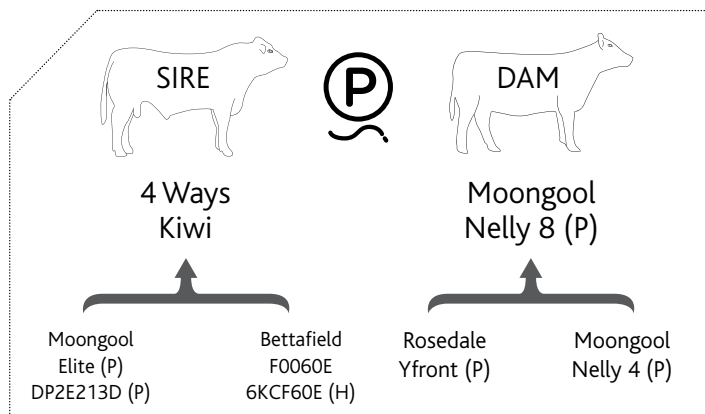 SIRE
P
DAM
4 Ways
Kiwi
Moongool
Nelly 8 (P)
Moongool
Elite (P)
DP2E213D (P)
Bettafield
F0060E
6KCF60E (H)
Rosedale
Yfront (P)
Moongool
Nelly 4 (P)